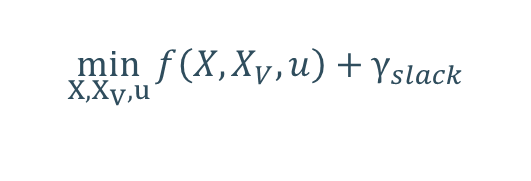 min f(X, X_V, u) + γ_slack
X,X_V,u